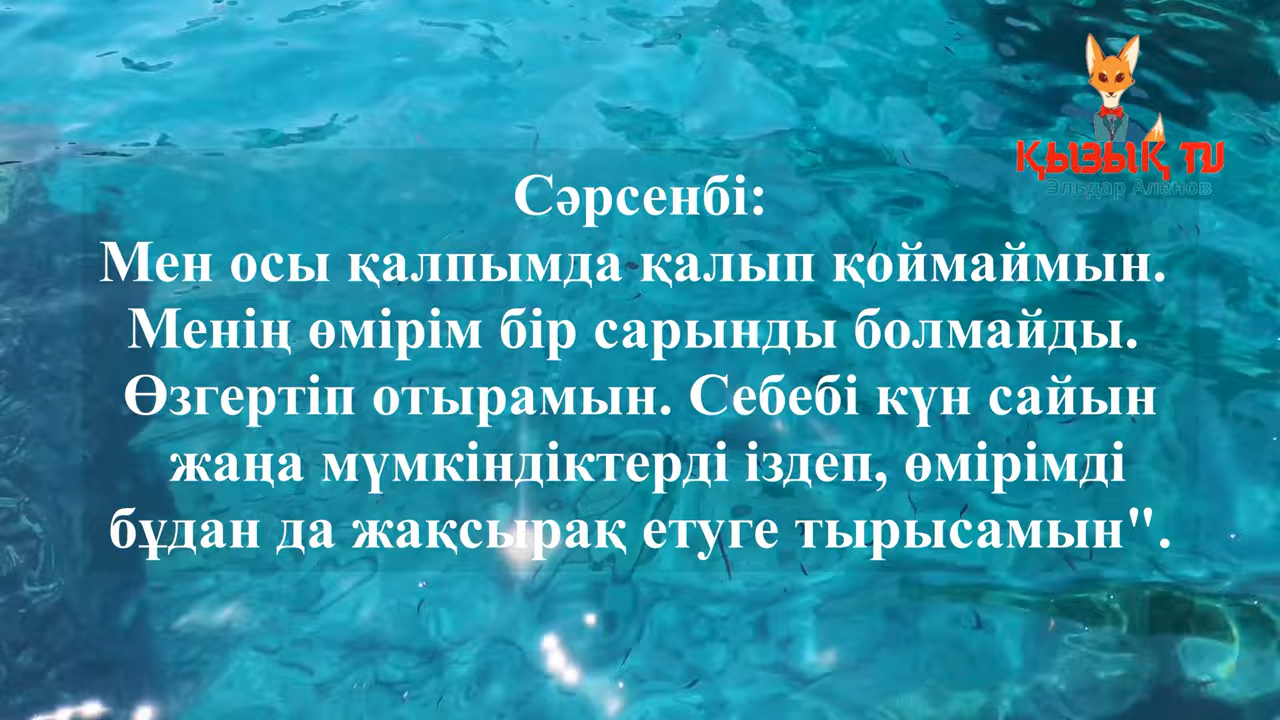 ҚЫЗЫҚ TV
Эльдар Аленов
Сәрсенбі:
Мен осы қалпымда қалып қоймаймын.
Менің өмірім бір сарынды болмайды.
Өзгертіп отырамын. Себебі күн сайын
жаңа мүмкіндіктерді іздеп, өмірімді
бұдан да жақсырақ етуге тырысамын".